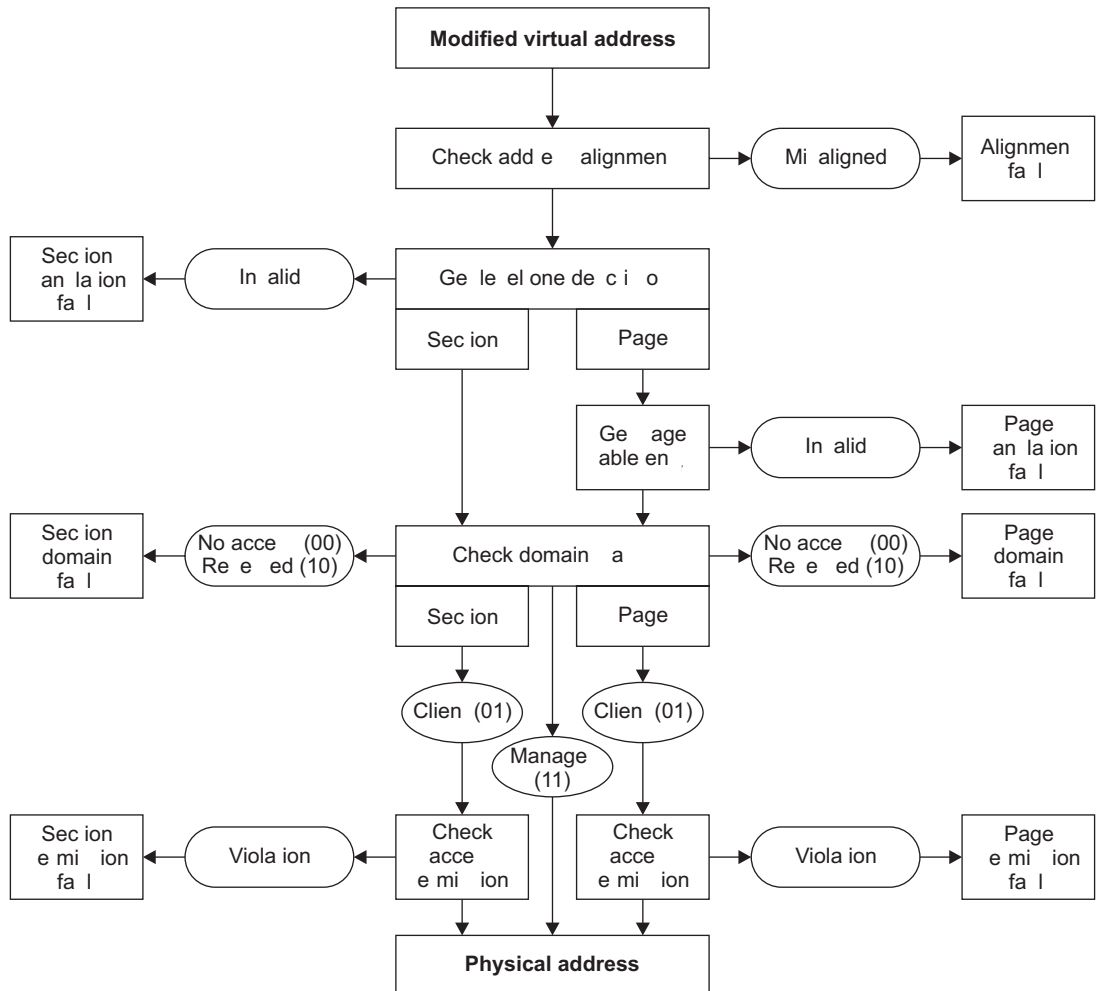 Modified virtual address
Check add e alignmen
Mi aligned
Alignmen
fa l
Sec ion
an la ion
fa l
In alid
Ge le el one de c i o
Sec ion
Page
Ge age
able en
In alid
Page
an la ion
fa l
Sec ion
domain
fa l
No acce (00)
Re e ed (10)
Check domain a
No acce (00)
Re e ed (10)
Page
domain
fa l
Sec ion
Page
Clien (01)
Clien (01)
Manage
(11)
Sec ion
e mi ion
fa l
Viola ion
Check
acce
e mi ion
Check
acce
e mi ion
Viola ion
Page
e mi ion
fa l
Physical address